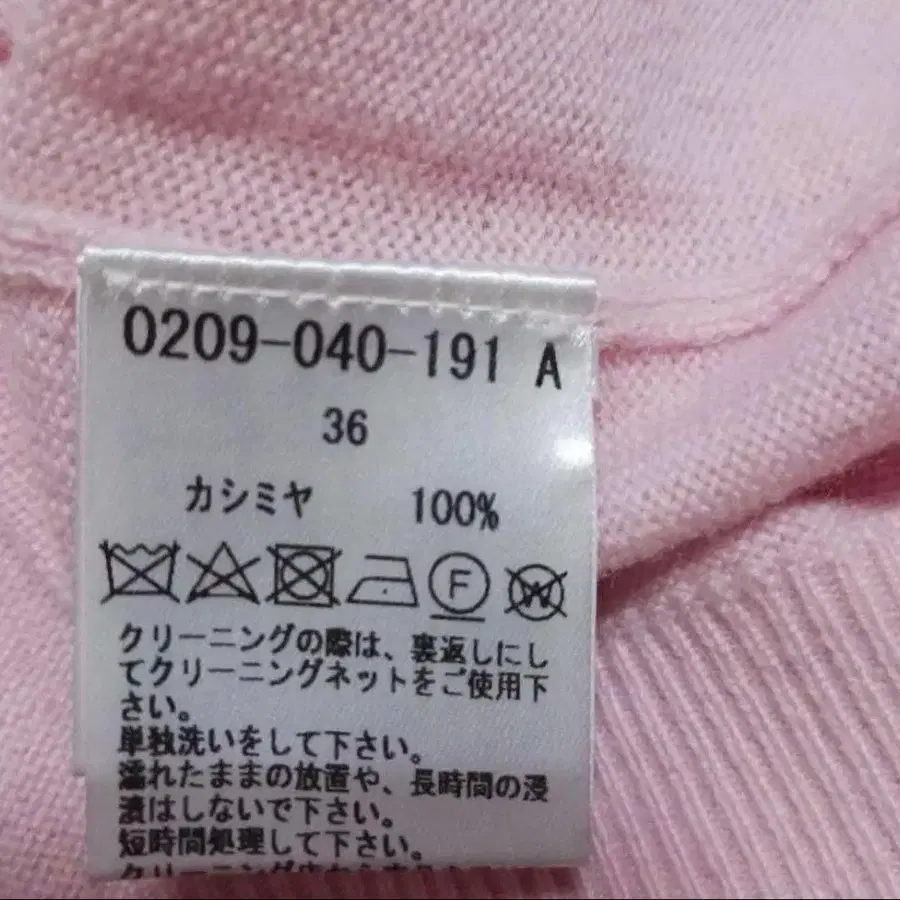 0209-040-191 A
36
カシミヤ 100%
F W
クリーニングの際は、裏返しにし
てクリーニングネットをご使用下
さい。
単独洗いをして下さい。
濡れたままの放置や、長時間の浸
漬はしないで下さい。
短時間処理して下さい。